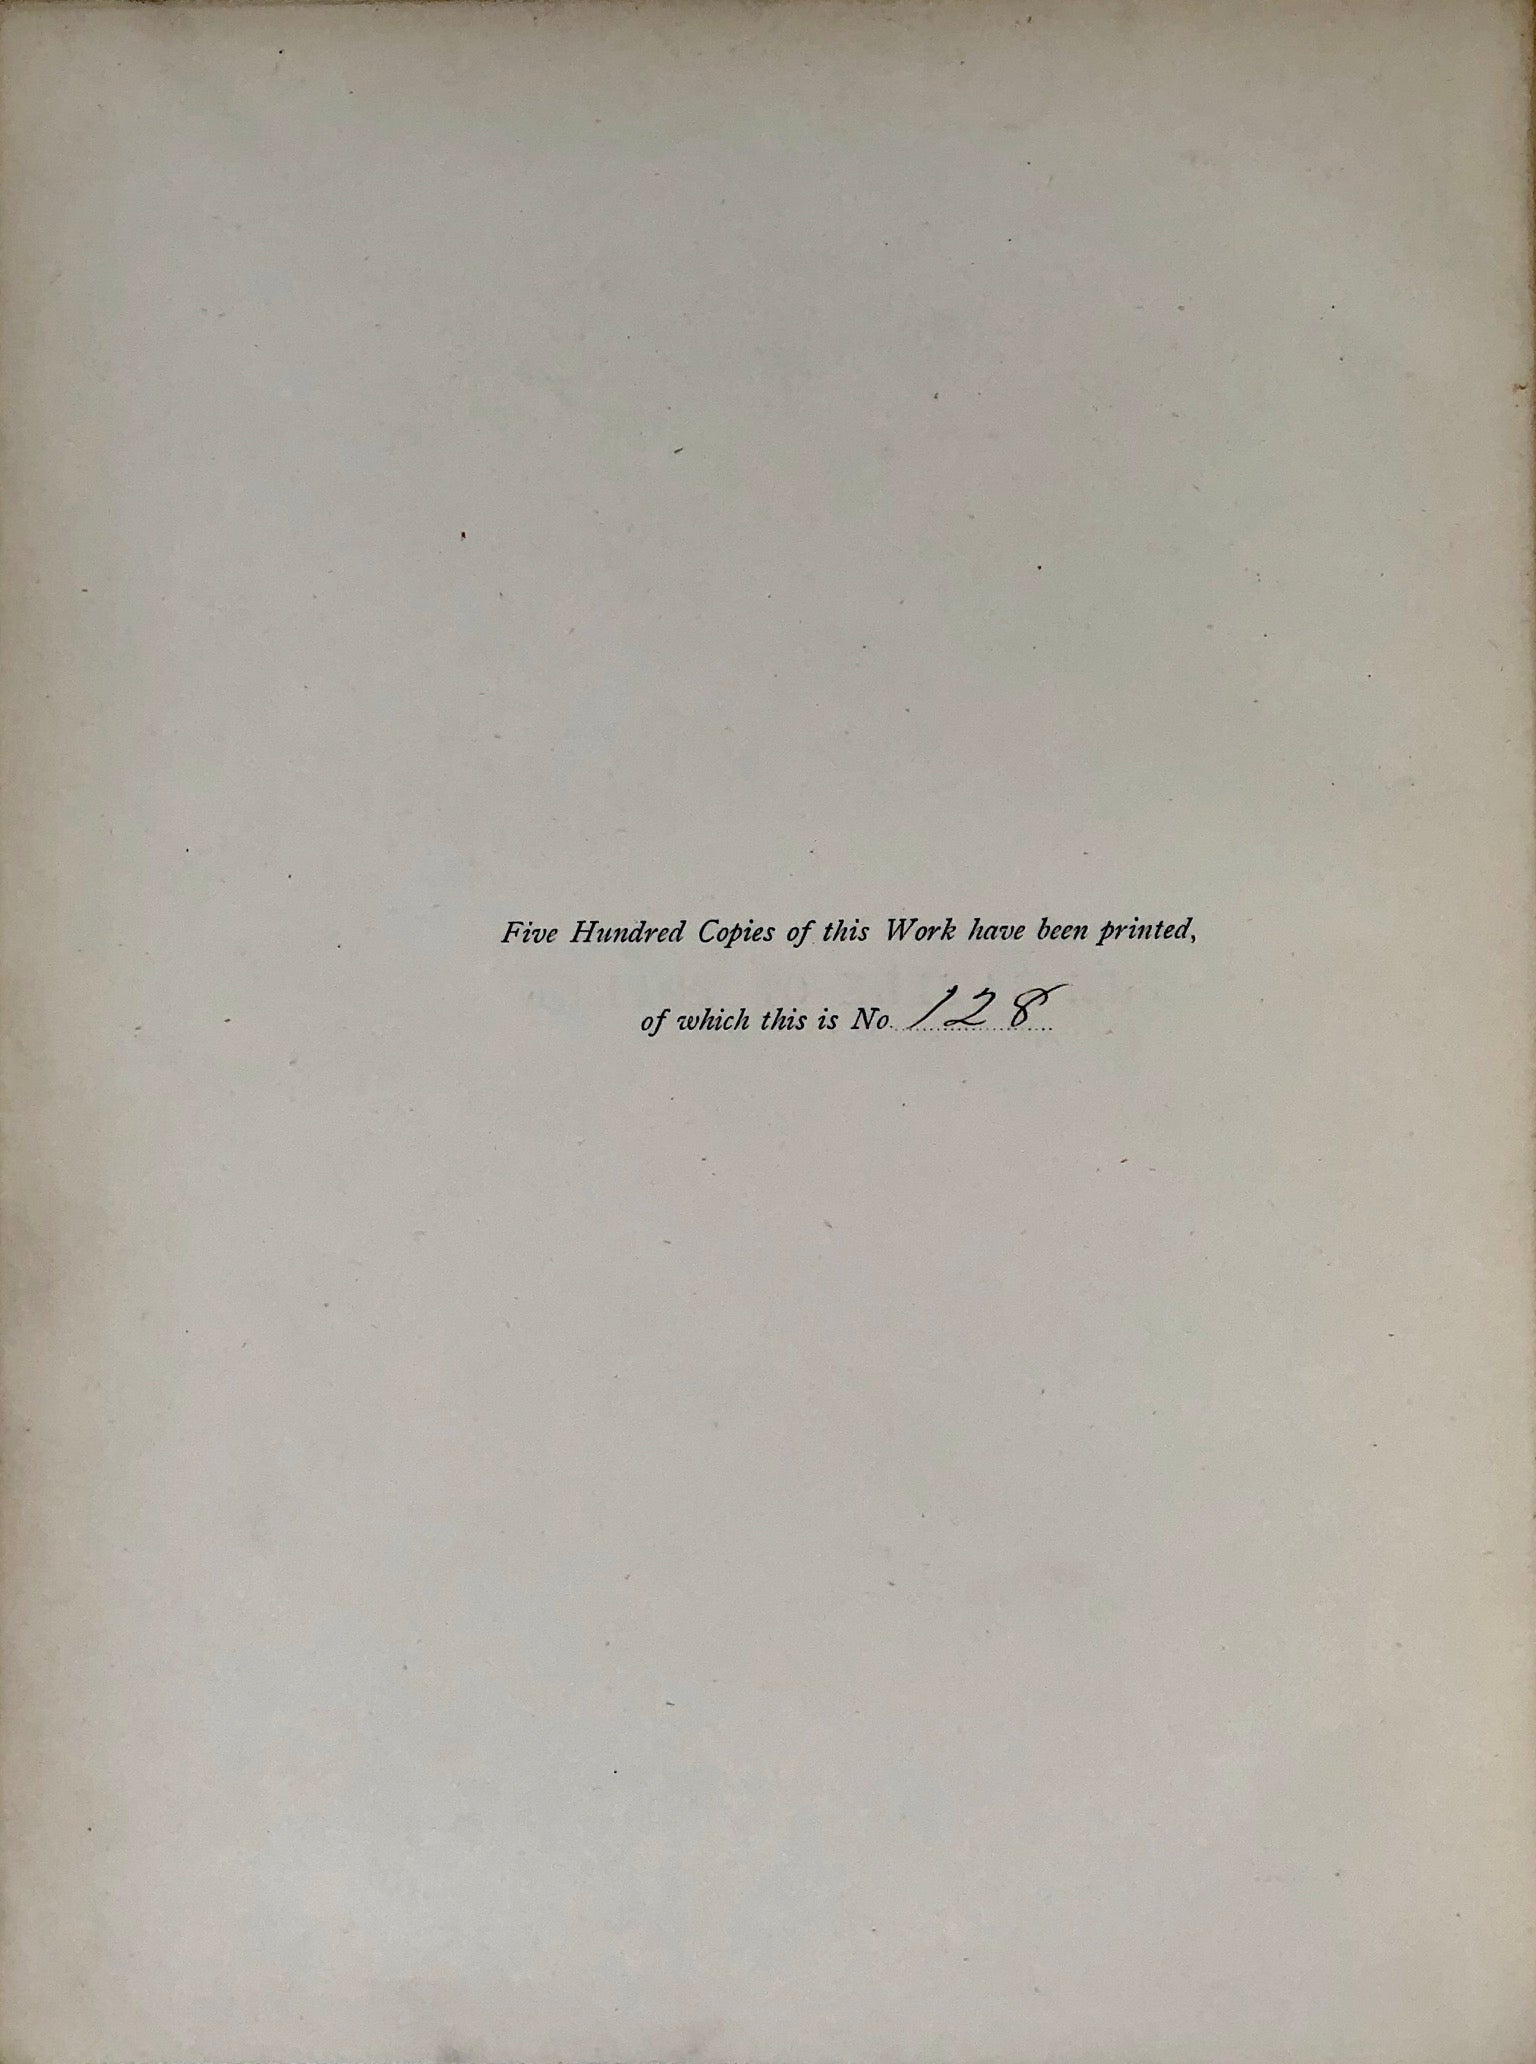 Five Hundred Copies of this Work have been printed,
of which this is No. 128